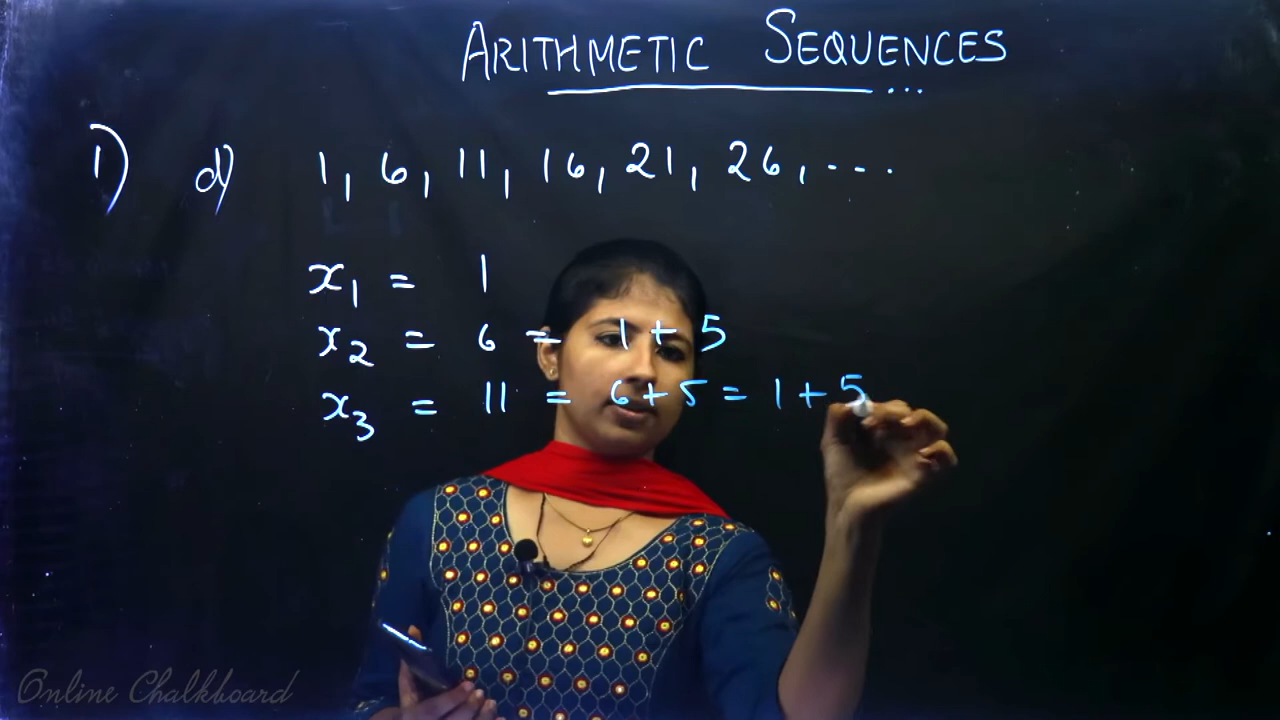 ARITHMETIC SEQUENCES ...
1) d) 1, 6, 11, 16, 21, 26, ...
x₁ = 1
x₂ = 6 = 1 + 5
x₃ = 11 = 6 + 5 = 1 + 5
Online Chalkboard